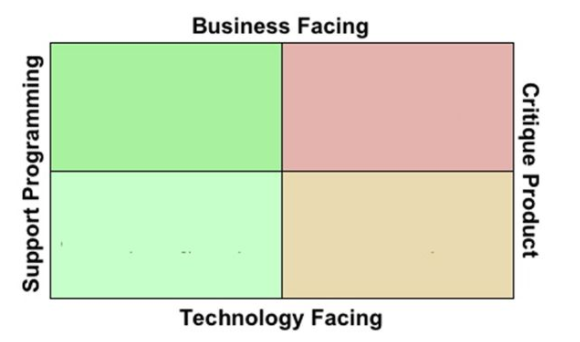 Business Facing
Support Programming
Critique Product
Technology Facing